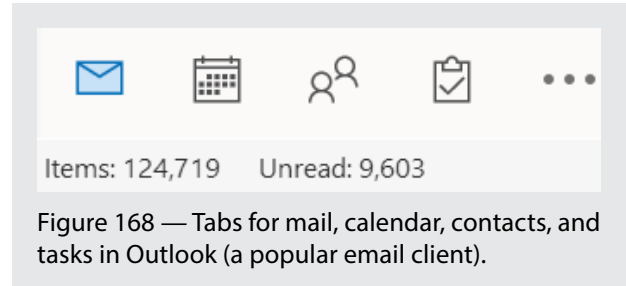 Items: 124,719 Unread: 9,603
Figure 168 — Tabs for mail, calendar, contacts, and
tasks in Outlook (a popular email client).